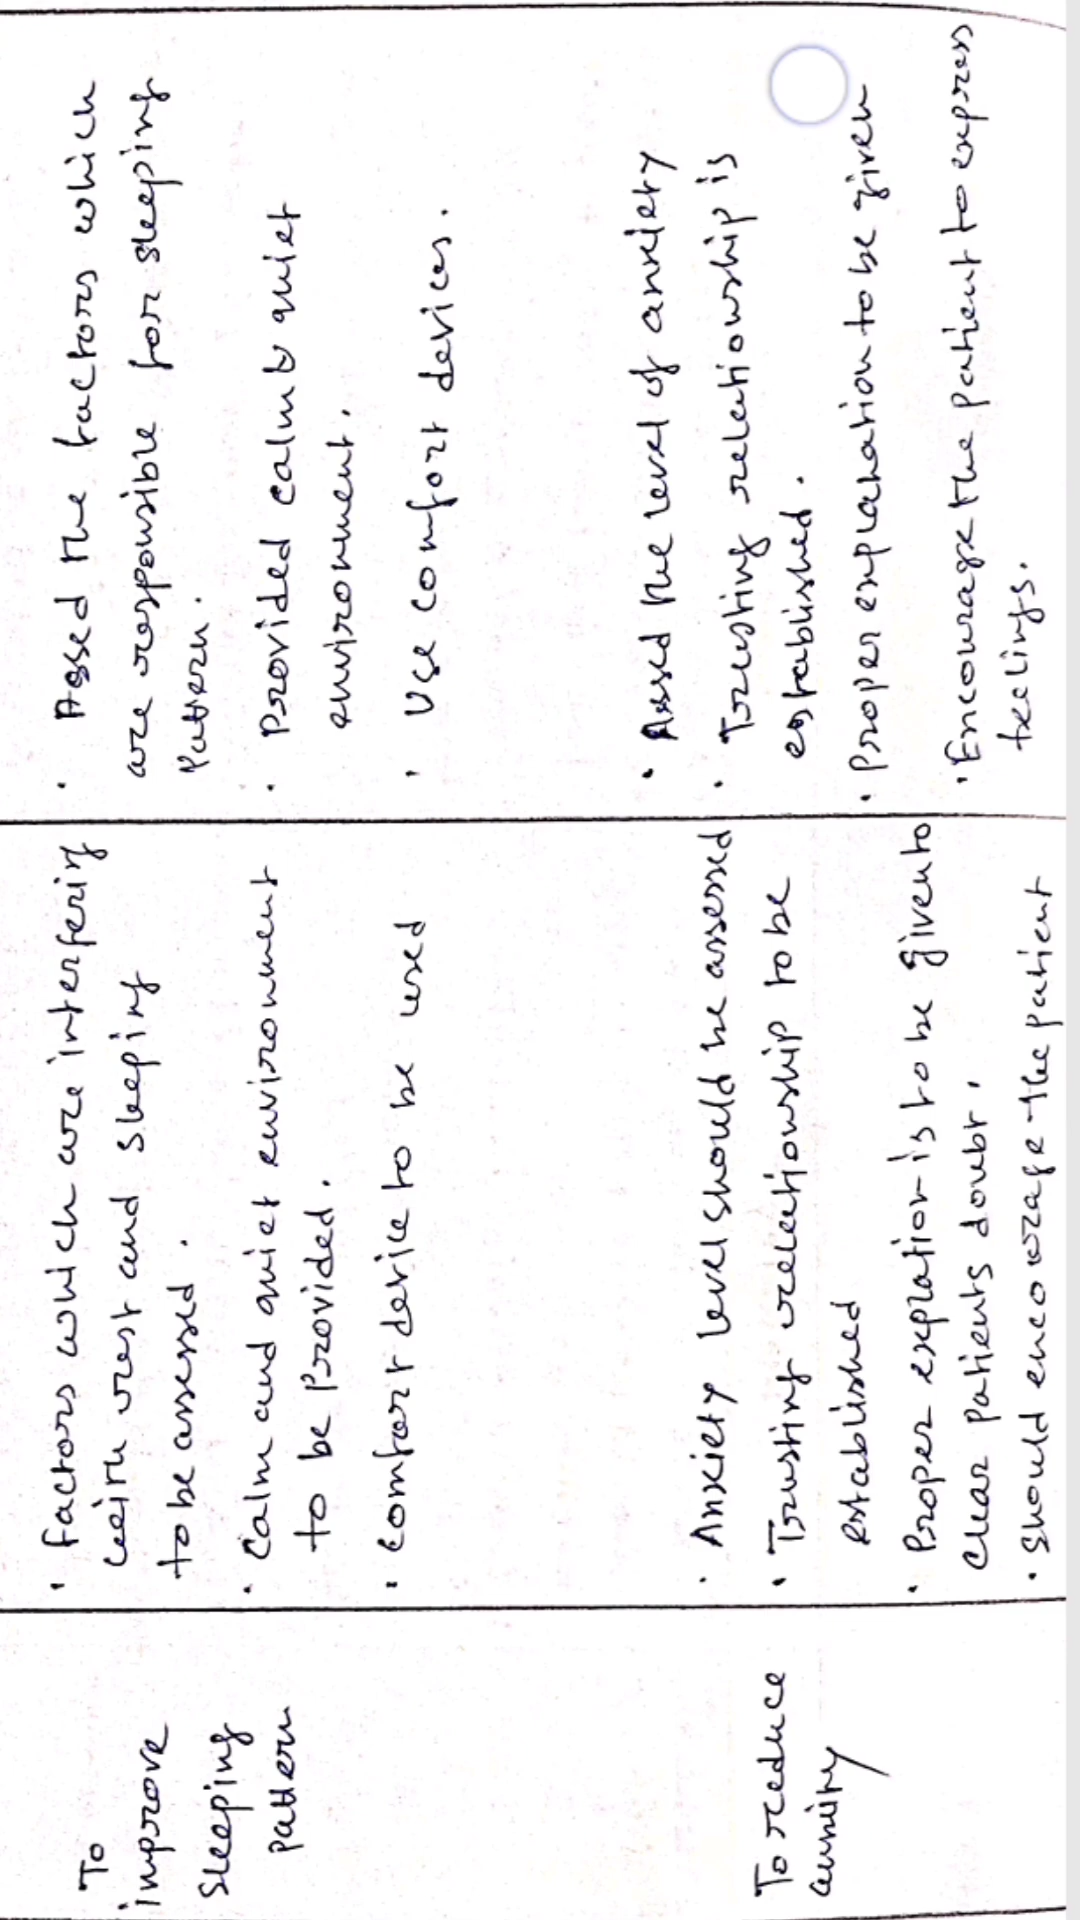 To
improve
sleeping
pattern
To reduce
• factors which are interfering
with rest and sleeping
to be assessed.
• Calm and quiet environment
to be provided.
• comfort device to be used
• Anxiety level should be assessed
• Trusting relationship to be
established
• Proper expration is to be given to
clear patients doubt.
• should encourage the patient
• Assed the factors which
are responsible for sleeping
pattern.
• Provided calm & quiet
environment.
• Use comfort devices.
• Assed the level of anxiety
• Trusting relationship is
established.
• Proper explanation to be given
• Encourage the patient to express
feelings.